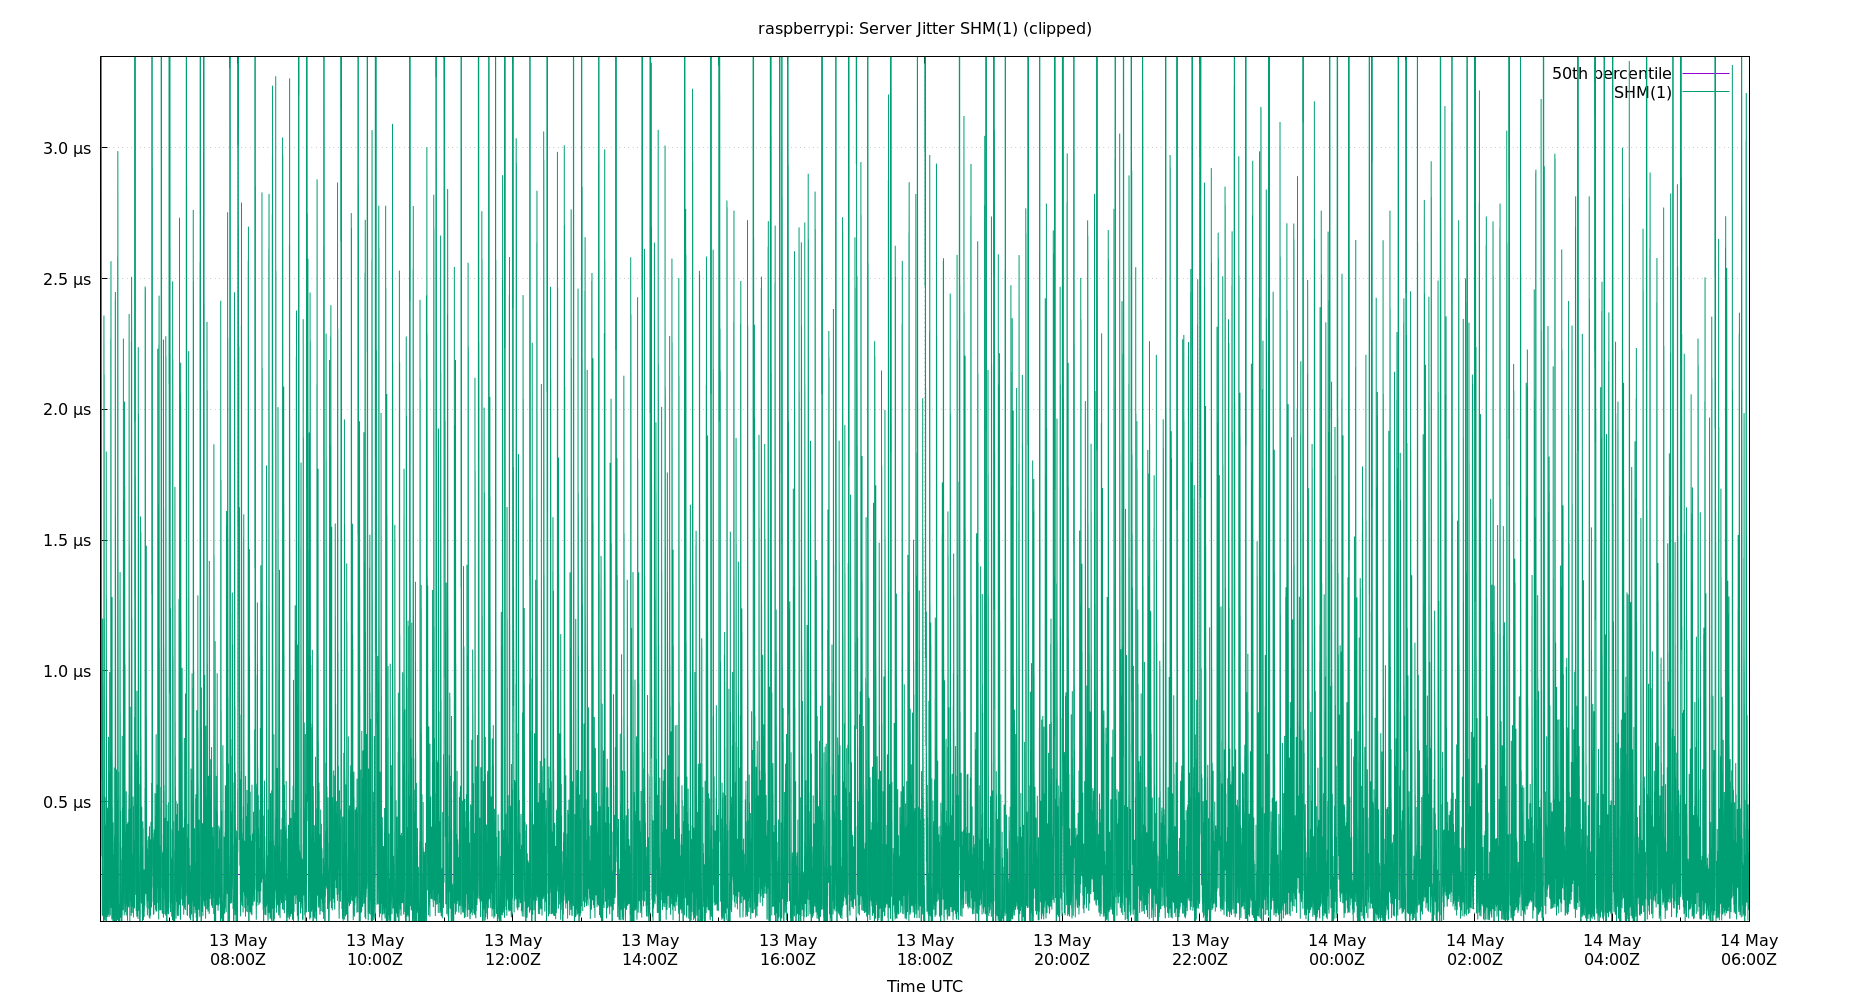 raspberrypi: Server Jitter SHM(1) (clipped)
50th percentile
SHM(1)
3.0 µs
2.5 µs
2.0 µs
1.5 µs
1.0 µs
0.5 µs
13 May 13 May 13 May 13 May 13 May 13 May 13 May 13 May 14 May 14 May 14 May 14 May
08:00Z 10:00Z 12:00Z 14:00Z 16:00Z 18:00Z 20:00Z 22:00Z 00:00Z 02:00Z 04:00Z 06:00Z
Time UTC